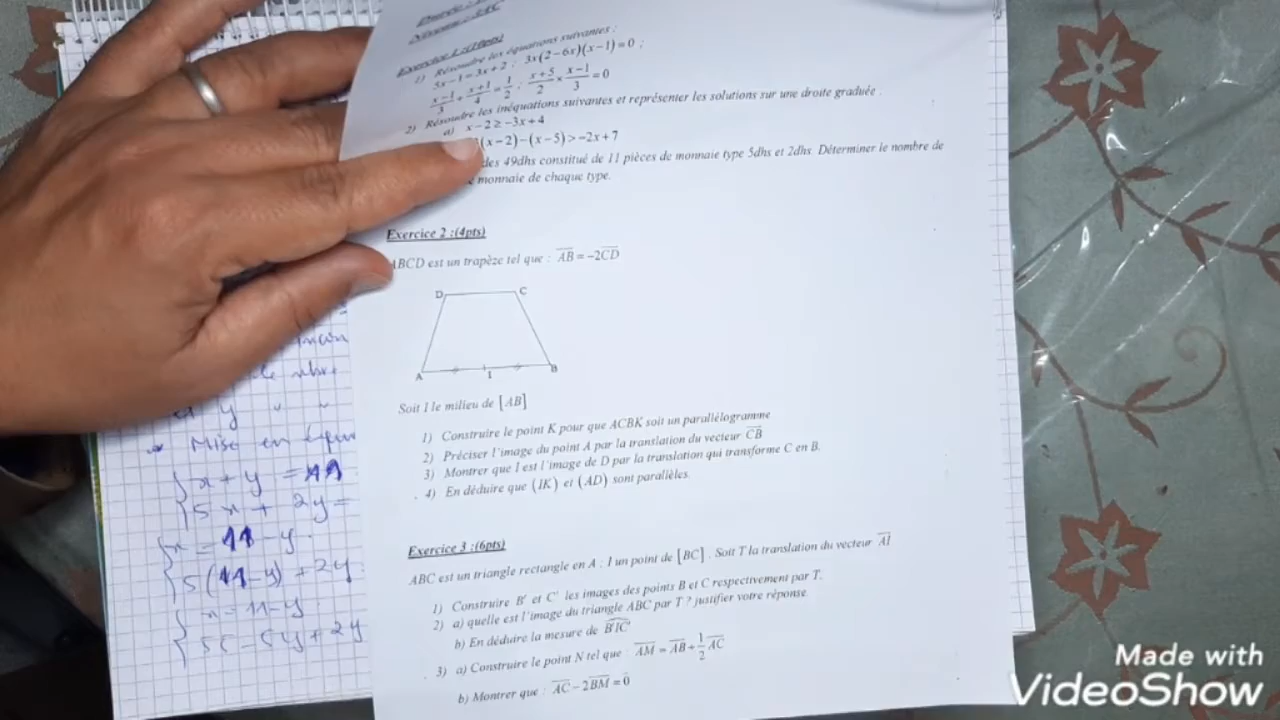 Exercice 1 :(10pts)
1) Résoudre les équations suivantes :
5x−1=3x+2 ; 3x(2−6x)(x−1)=0 ;
x−1/3 + x+1/4 = 1/2 ; x+5/2 × x−1/3 = 0
2) Résoudre les inéquations suivantes et représenter les solutions sur une droite graduée .
a) x−2≥−3x+4
(x−2)−(x−5)>−2x+7
des 49dhs constitué de 11 pièces de monnaie type 5dhs et 2dhs. Déterminer le nombre de
monnaie de chaque type.
Exercice 2 :(4pts)
ABCD est un trapèze tel que : AB = −2CD
D C
A I B
Soit I le milieu de [AB]
1) Construire le point K pour que ACBK soit un parallélogramme
2) Préciser l'image du point A par la translation du vecteur CB
3) Montrer que I est l'image de D par la translation qui transforme C en B.
4) En déduire que (IK) et (AD) sont parallèles.
Exercice 3 :(6pts)
ABC est un triangle rectangle en A . I un point de [BC] . Soit T la translation du vecteur AI
1) Construire B' et C' les images des points B et C respectivement par T.
2) a) quelle est l'image du triangle ABC par T ? justifier votre réponse.
b) En déduire la mesure de B'IC'
3) a) Construire le point N tel que : AM = AB + 1/2 AC
b) Montrer que : AC − 2BM = 0
y " "
Mise en équa
x + y = 11
5x + 2y =
x = 11 − y
5(11−y) + 2y
x = 11 − y
55 − 5y + 2y
Made with
VideoShow